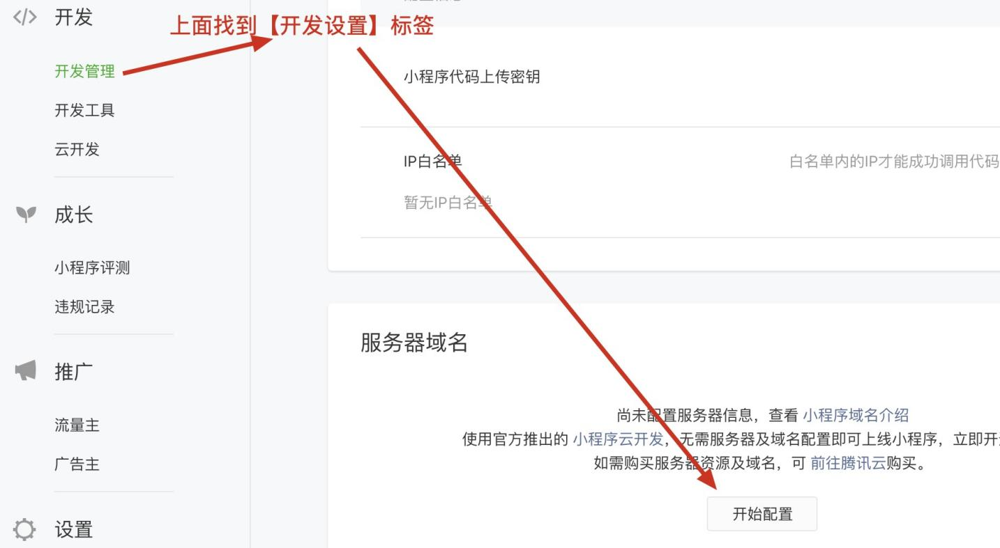 开发
开发管理
开发工具
云开发
成长
小程序评测
违规记录
推广
流量主
广告主
设置
上面找到【开发设置】标签
小程序代码上传密钥
IP白名单
白名单内的IP才能成功调用代码
暂无IP白名单
服务器域名
尚未配置服务器信息，查看 小程序域名介绍
使用官方推出的 小程序云开发，无需服务器及域名配置即可上线小程序，立即开
如需购买服务器资源及域名，可 前往腾讯云购买。
开始配置